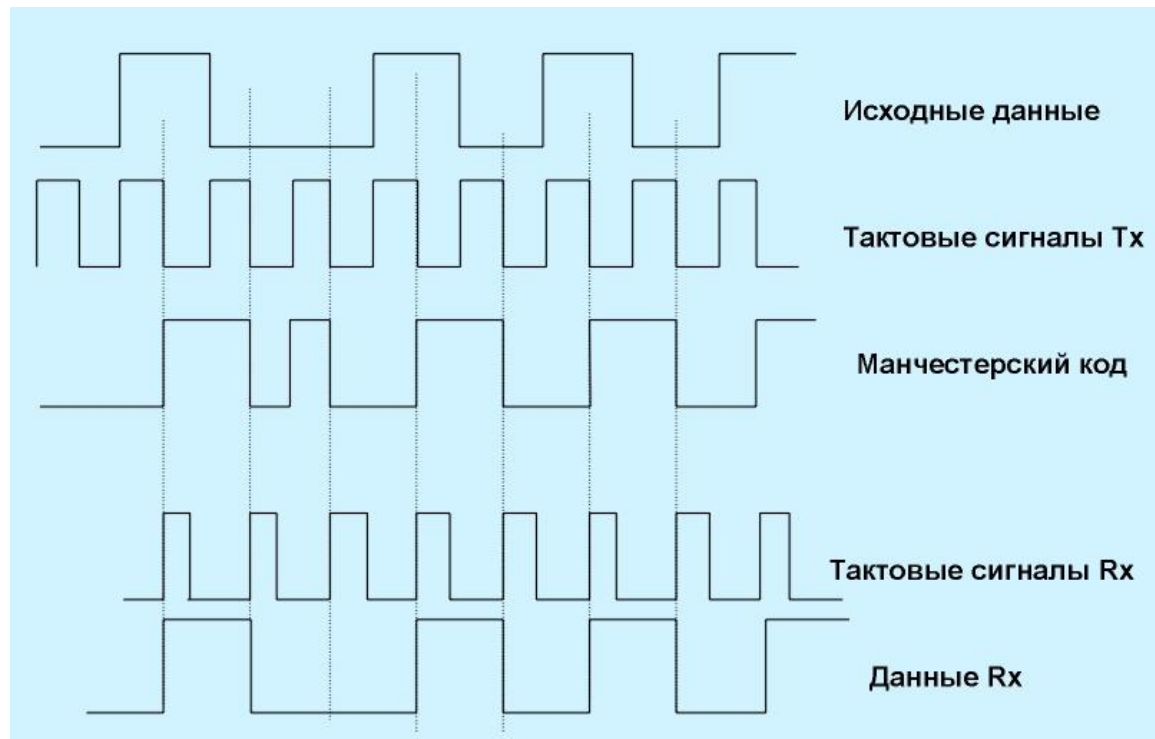 Исходные данные
Тактовые сигналы Tx
Манчестерский код
Тактовые сигналы Rx
Данные Rx